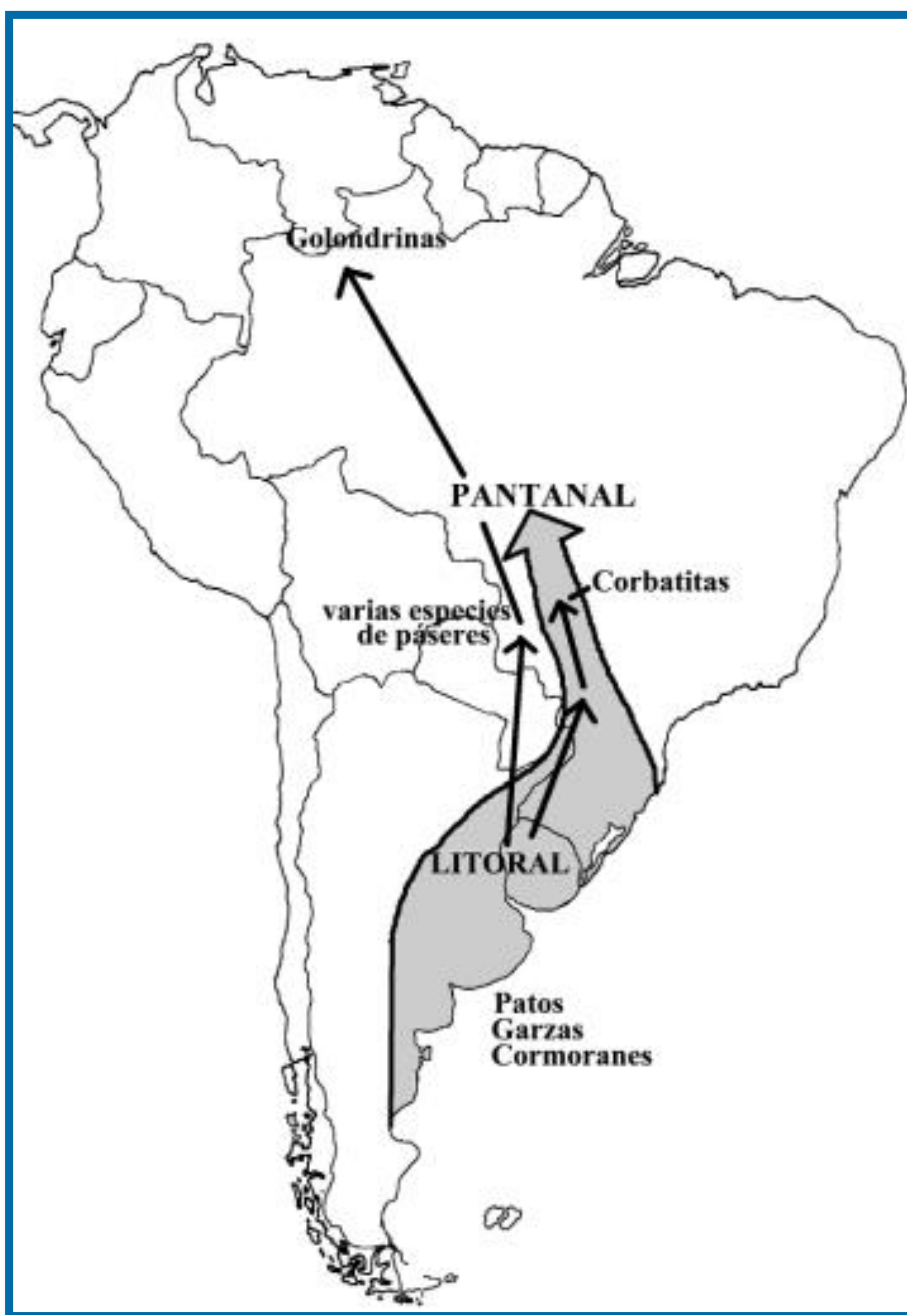 Golondrinas
PANTANAL
Corbatitas
varias especies
de páseres
LITORAL
Patos
Garzas
Cormoranes